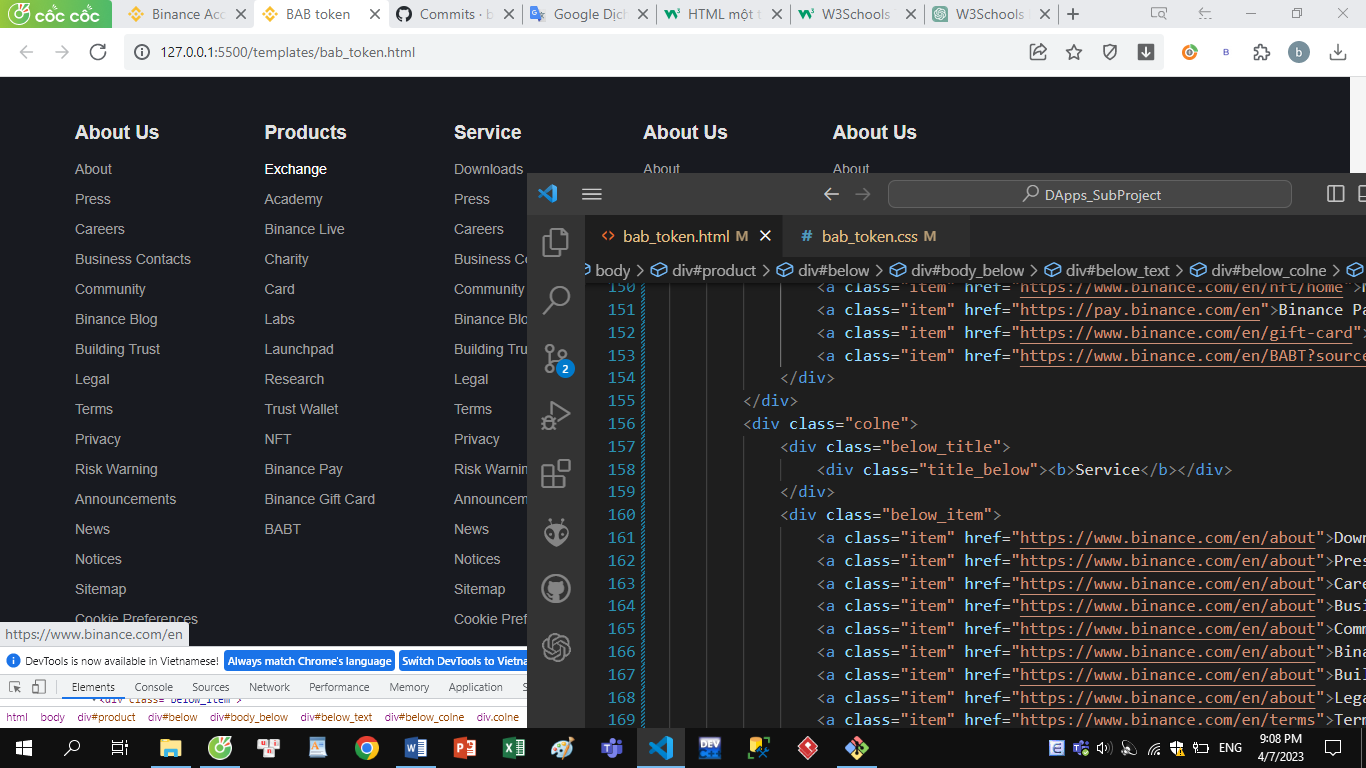 cốc cốc
Binance Acc
BAB token
Commits · b
Google Dịch
HTML một t
W3Schools
W3Schools
127.0.0.1:5500/templates/bab_token.html
B
b
About Us Products Service About Us About Us
About Exchange Downloads About About
Press Academy Press
Careers Binance Live Careers
Business Contacts Charity Business Co
Community Card Community
Binance Blog Labs Binance Blo
Building Trust Launchpad Building Tru
Legal Research Legal
Terms Trust Wallet Terms
Privacy NFT Privacy
Risk Warning Binance Pay Risk Warnin
Announcements Binance Gift Card Announcem
News BABT News
Notices Notices
Sitemap Sitemap
Cookie Preferences Cookie Pref
https://www.binance.com/en
DevTools is now available in Vietnamese! Always match Chrome's language Switch DevTools to Vietna
Elements Console Sources Network Performance Memory Application S
<div class="below_item">
html body div#product div#below div#body_below div#below_text div#below_colne div.colne
DApps_SubProject
bab_token.html M
# bab_token.css M
body > div#product > div#below > div#body_below > div#below_text > div#below_colne >
2
150 <a class="item" href="https://www.binance.com/en/nft/home">
151 <a class="item" href="https://pay.binance.com/en">Binance Pa
152 <a class="item" href="https://www.binance.com/en/gift-card">
153 <a class="item" href="https://www.binance.com/en/BABT?source
154 </div>
155 </div>
156 <div class="colne">
157 <div class="below_title">
158 <div class="title_below"><b>Service</b></div>
159 </div>
160 <div class="below_item">
161 <a class="item" href="https://www.binance.com/en/about">Down
162 <a class="item" href="https://www.binance.com/en/about">Pres
163 <a class="item" href="https://www.binance.com/en/about">Care
164 <a class="item" href="https://www.binance.com/en/about">Busi
165 <a class="item" href="https://www.binance.com/en/about">Comm
166 <a class="item" href="https://www.binance.com/en/about">Bina
167 <a class="item" href="https://www.binance.com/en/about">Buil
168 <a class="item" href="https://www.binance.com/en/about">Lega
169 <a class="item" href="https://www.binance.com/en/terms">Term
DEV
ENG
9:08 PM
4/7/2023